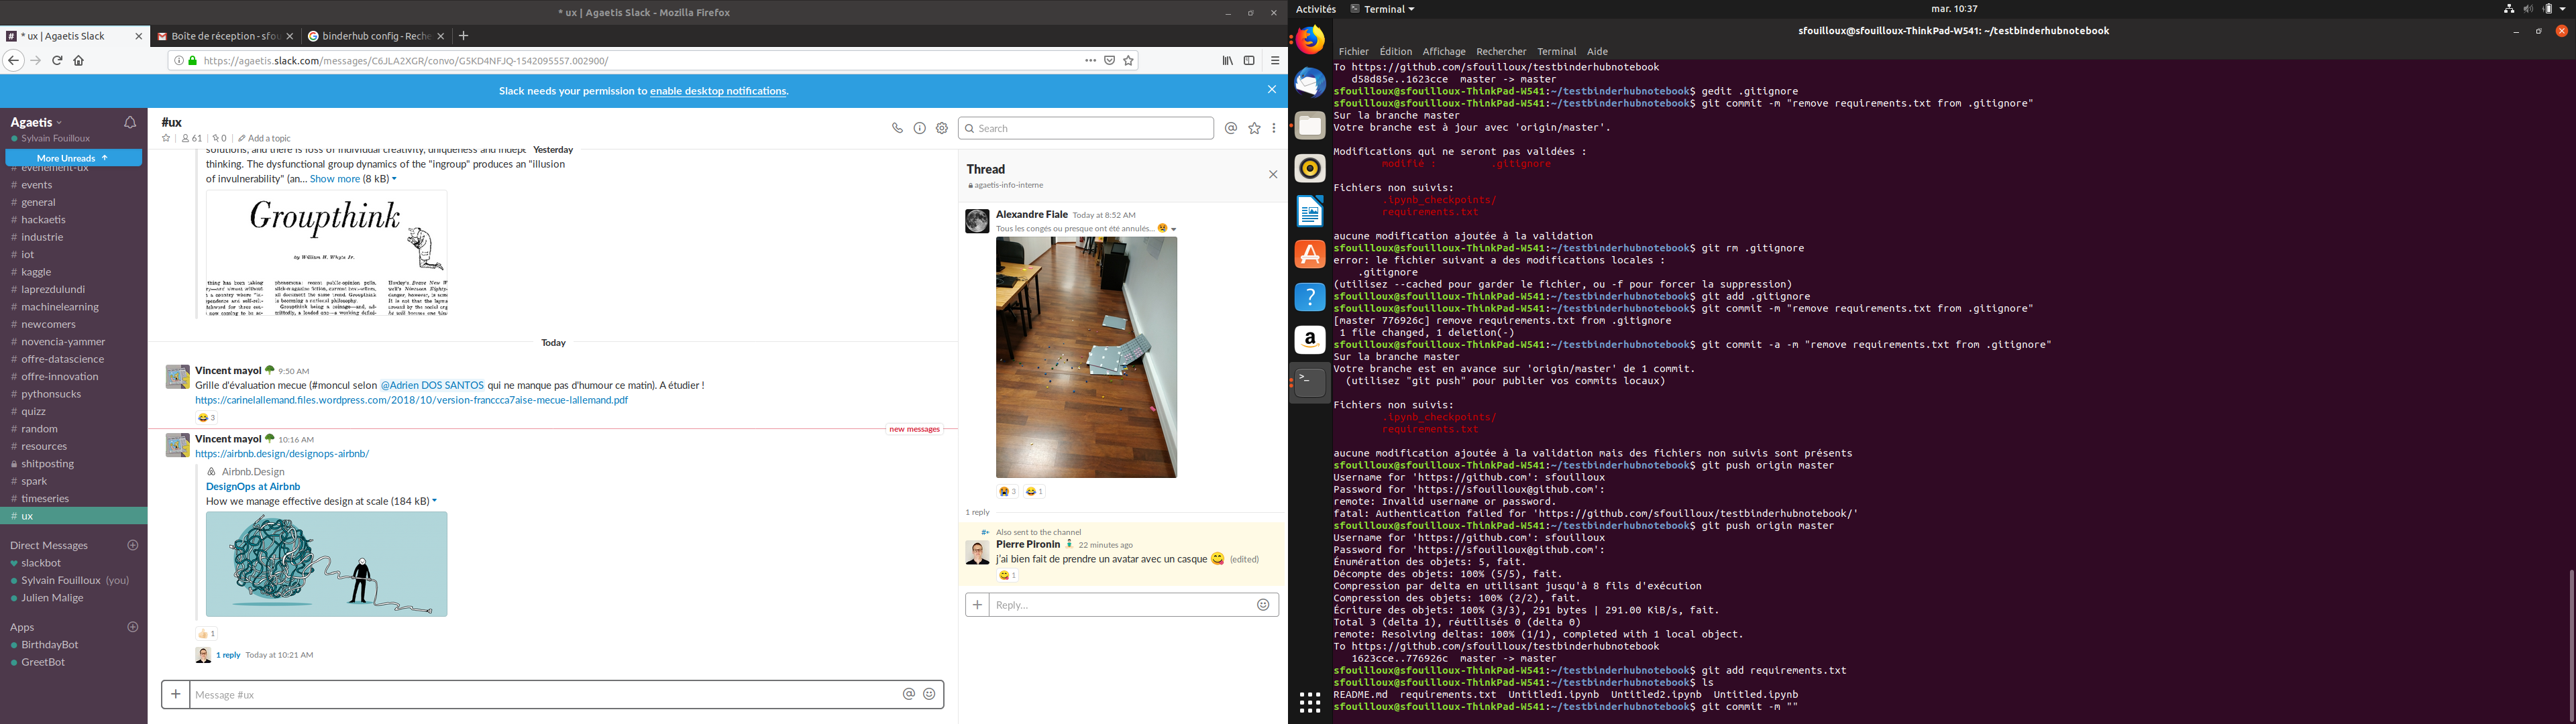 * ux | Agaetis Slack - Mozilla Firefox
* ux | Agaetis Slack
Boîte de réception - sfou
binderhub config - Reche
https://agaetis.slack.com/messages/C6JLA2XGR/convo/G5KD4NFJQ-1542095557.002900/
Slack needs your permission to enable desktop notifications.
Agaetis
Sylvain Fouilloux
More Unreads ↑
# evenement-ux
# events
# general
# hackaetis
# industrie
# iot
# kaggle
# laprezdulundi
# machinelearning
# newcomers
# novencia-yammer
# offre-datascience
# offre-innovation
# pythonsucks
# quizz
# random
# resources
shitposting
# spark
# timeseries
# ux
Direct Messages
slackbot
Sylvain Fouilloux (you)
Julien Malige
Apps
BirthdayBot
GreetBot
#ux
61 | 0 | Add a topic
Search
Yesterday
solutions, and there is loss of individual creativity, uniqueness and indepe
thinking. The dysfunctional group dynamics of the "ingroup" produces an "illusion
of invulnerability" (an... Show more (8 kB)
Groupthink
by William H. Whyte Jr.
Today
Vincent mayol 9:50 AM
Grille d'évaluation mecue (#moncul selon @Adrien DOS SANTOS qui ne manque pas d'humour ce matin). A étudier !
https://carinelallemand.files.wordpress.com/2018/10/version-franccca7aise-mecue-lallemand.pdf
3
new messages
Vincent mayol 10:16 AM
https://airbnb.design/designops-airbnb/
Airbnb.Design
DesignOps at Airbnb
How we manage effective design at scale (184 kB)
1
1 reply Today at 10:21 AM
Message #ux
Thread
agaetis-info-interne
Alexandre Fiale Today at 8:52 AM
Tous les congés ou presque ont été annulés...
3 1
1 reply
Also sent to the channel
Pierre Pironin 22 minutes ago
j'ai bien fait de prendre un avatar avec un casque (edited)
1
Reply...
Activités
Terminal
mar. 10:37
sfouilloux@sfouilloux-ThinkPad-W541: ~/testbinderhubnotebook
Fichier Édition Affichage Rechercher Terminal Aide
To https://github.com/sfouilloux/testbinderhubnotebook
d58d85e..1623cce master -> master
sfouilloux@sfouilloux-ThinkPad-W541:~/testbinderhubnotebook$ gedit .gitignore
sfouilloux@sfouilloux-ThinkPad-W541:~/testbinderhubnotebook$ git commit -m "remove requirements.txt from .gitignore"
Sur la branche master
Votre branche est à jour avec 'origin/master'.
Modifications qui ne seront pas validées :
modifié : .gitignore
Fichiers non suivis:
.ipynb_checkpoints/
requirements.txt
aucune modification ajoutée à la validation
sfouilloux@sfouilloux-ThinkPad-W541:~/testbinderhubnotebook$ git rm .gitignore
error: le fichier suivant a des modifications locales :
.gitignore
(utilisez --cached pour garder le fichier, ou -f pour forcer la suppression)
sfouilloux@sfouilloux-ThinkPad-W541:~/testbinderhubnotebook$ git add .gitignore
sfouilloux@sfouilloux-ThinkPad-W541:~/testbinderhubnotebook$ git commit -m "remove requirements.txt from .gitignore"
[master 776926c] remove requirements.txt from .gitignore
1 file changed, 1 deletion(-)
sfouilloux@sfouilloux-ThinkPad-W541:~/testbinderhubnotebook$ git commit -a -m "remove requirements.txt from .gitignore"
Sur la branche master
Votre branche est en avance sur 'origin/master' de 1 commit.
(utilisez "git push" pour publier vos commits locaux)
Fichiers non suivis:
.ipynb_checkpoints/
requirements.txt
aucune modification ajoutée à la validation mais des fichiers non suivis sont présents
sfouilloux@sfouilloux-ThinkPad-W541:~/testbinderhubnotebook$ git push origin master
Username for 'https://github.com': sfouilloux
Password for 'https://sfouilloux@github.com':
remote: Invalid username or password.
fatal: Authentication failed for 'https://github.com/sfouilloux/testbinderhubnotebook/'
sfouilloux@sfouilloux-ThinkPad-W541:~/testbinderhubnotebook$ git push origin master
Username for 'https://github.com': sfouilloux
Password for 'https://sfouilloux@github.com':
Énumération des objets: 5, fait.
Décompte des objets: 100% (5/5), fait.
Compression par delta en utilisant jusqu'à 8 fils d'exécution
Compression des objets: 100% (2/2), fait.
Écriture des objets: 100% (3/3), 291 bytes | 291.00 KiB/s, fait.
Total 3 (delta 1), réutilisés 0 (delta 0)
remote: Resolving deltas: 100% (1/1), completed with 1 local object.
To https://github.com/sfouilloux/testbinderhubnotebook
1623cce..776926c master -> master
sfouilloux@sfouilloux-ThinkPad-W541:~/testbinderhubnotebook$ git add requirements.txt
sfouilloux@sfouilloux-ThinkPad-W541:~/testbinderhubnotebook$ ls
README.md requirements.txt Untitled1.ipynb Untitled2.ipynb Untitled.ipynb
sfouilloux@sfouilloux-ThinkPad-W541:~/testbinderhubnotebook$ git commit -m ""